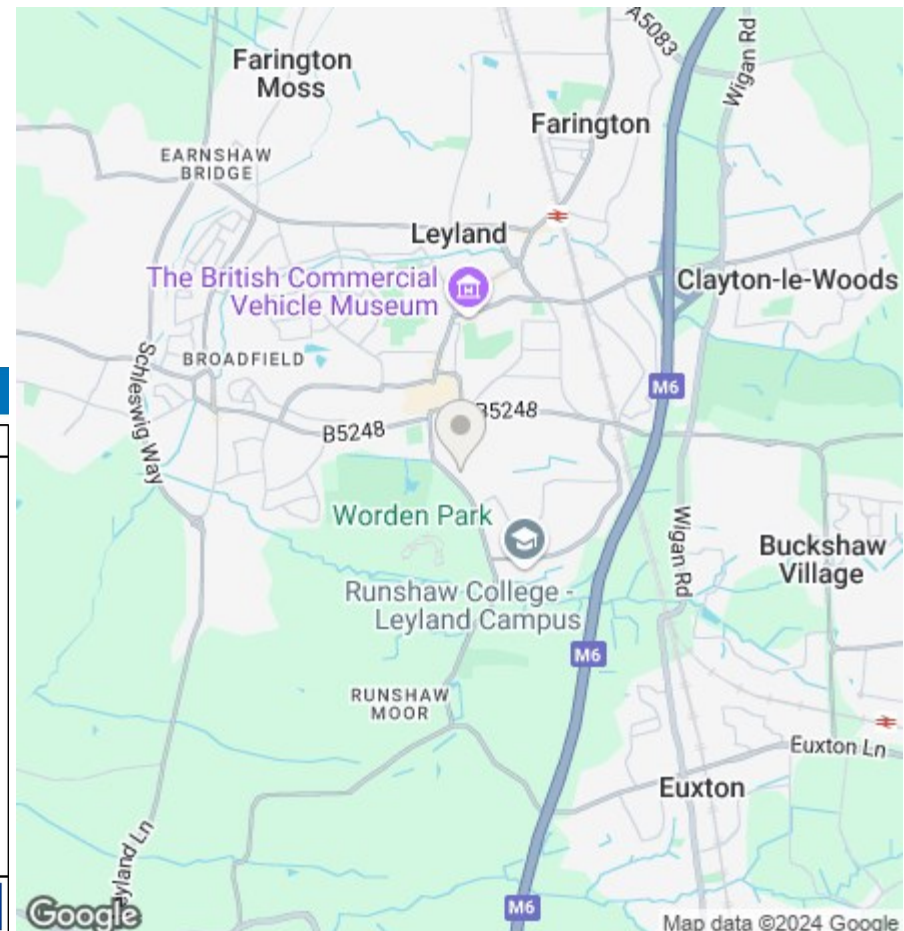 A5083
Wigan Rd
Farington
Moss
Farington
EARNSHAW
BRIDGE
Leyland
The British Commercial
Vehicle Museum
Clayton-le-Woods
Schleswig Way
BROADFIELD
M6
B5248
B5248
Worden Park
Wigan Rd
Buckshaw
Village
Runshaw College -
Leyland Campus
M6
RUNSHAW
MOOR
Euxton Ln
Euxton
eyland Ln
M6
Google
Map data ©2024 Google